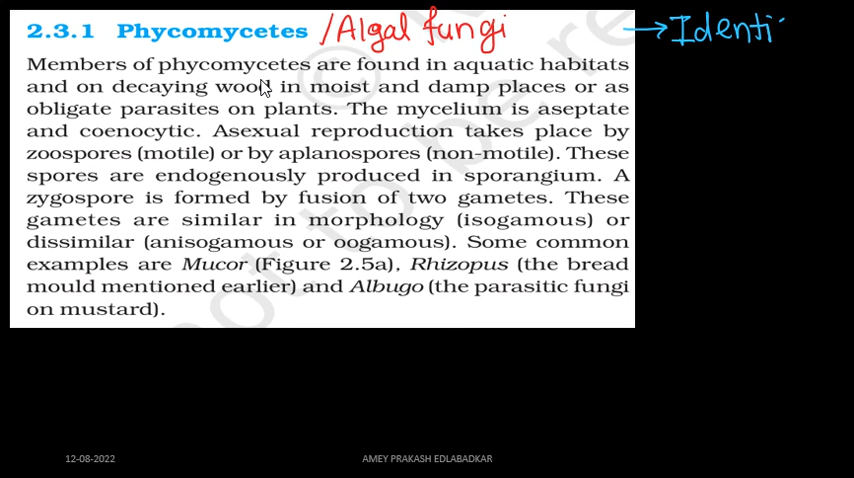 2.3.1 Phycomycetes /Algal fungi → Identi
Members of phycomycetes are found in aquatic habitats
and on decaying wood in moist and damp places or as
obligate parasites on plants. The mycelium is aseptate
and coenocytic. Asexual reproduction takes place by
zoospores (motile) or by aplanospores (non-motile). These
spores are endogenously produced in sporangium. A
zygospore is formed by fusion of two gametes. These
gametes are similar in morphology (isogamous) or
dissimilar (anisogamous or oogamous). Some common
examples are Mucor (Figure 2.5a), Rhizopus (the bread
mould mentioned earlier) and Albugo (the parasitic fungi
on mustard).
12-08-2022 AMEY PRAKASH EDLABADKAR